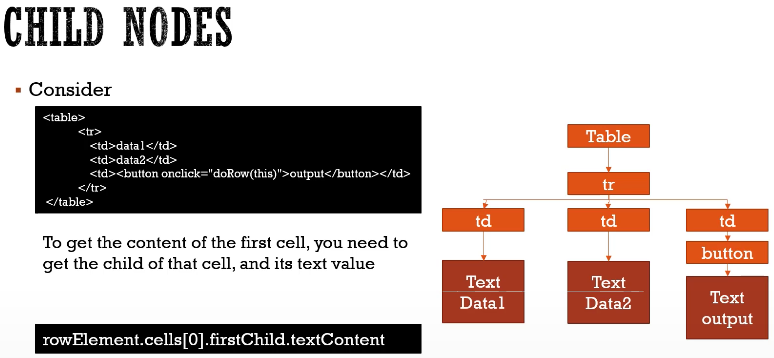 CHILD NODES
▪ Consider
<table>
<tr>
<td>data1</td>
<td>data2</td>
<td><button onclick="doRow(this)">output</button></td>
</tr>
</table>
To get the content of the first cell, you need to
get the child of that cell, and its text value
rowElement.cells[0].firstChild.textContent
Table
tr
td
td
td
button
Text
Data1
Text
Data2
Text
output